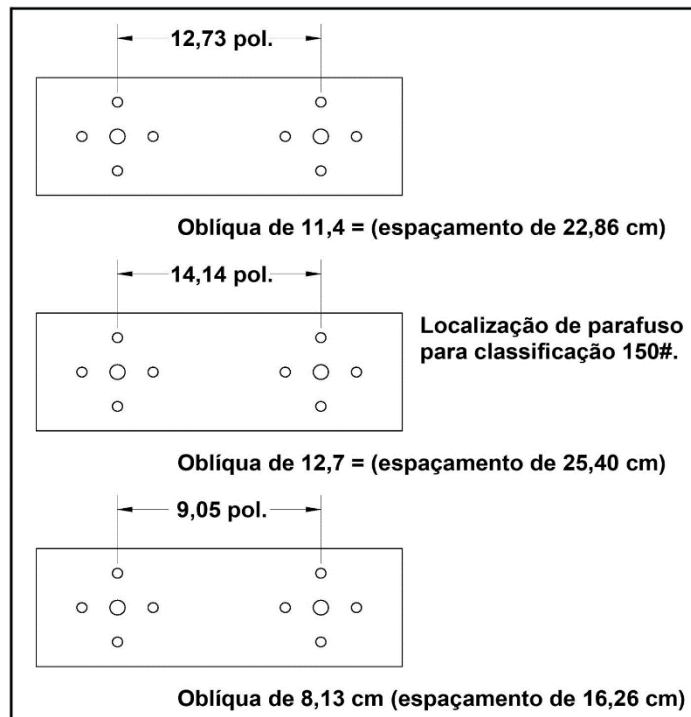 12,73 pol.
Oblíqua de 11,4 = (espaçamento de 22,86 cm)
14,14 pol.
Localização de parafuso
para classificação 150#.
Oblíqua de 12,7 = (espaçamento de 25,40 cm)
9,05 pol.
Oblíqua de 8,13 cm (espaçamento de 16,26 cm)